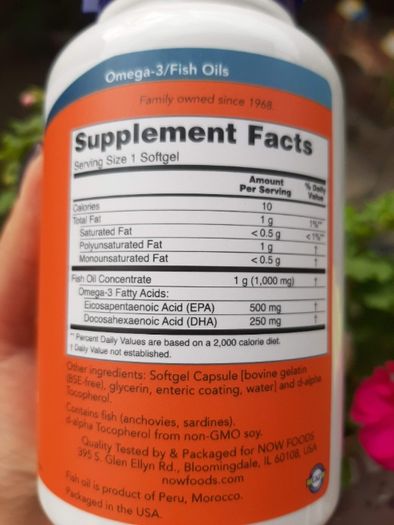 Omega-3/Fish Oils
Family owned since 1968.
Supplement Facts
Serving Size 1 Softgel
Amount Per Serving % Daily Value
Calories 10
Total Fat 1 g 1%**
Saturated Fat < 0.5 g < 1%**
Polyunsaturated Fat 1 g †
Monounsaturated Fat < 0.5 g †
Fish Oil Concentrate 1 g (1,000 mg) †
Omega-3 Fatty Acids:
Eicosapentaenoic Acid (EPA) 500 mg †
Docosahexaenoic Acid (DHA) 250 mg †
** Percent Daily Values are based on a 2,000 calorie diet.
† Daily Value not established.
Other ingredients: Softgel Capsule [bovine gelatin
(BSE-free), glycerin, enteric coating, water] and d-alpha
Tocopherol.
Contains fish (anchovies, sardines).
d-alpha Tocopherol from non-GMO soy.
Quality Tested by & Packaged for NOW FOODS
395 S. Glen Ellyn Rd., Bloomingdale, IL 60108, USA
nowfoods.com
Fish oil is product of Peru, Morocco.
Packaged in the USA.